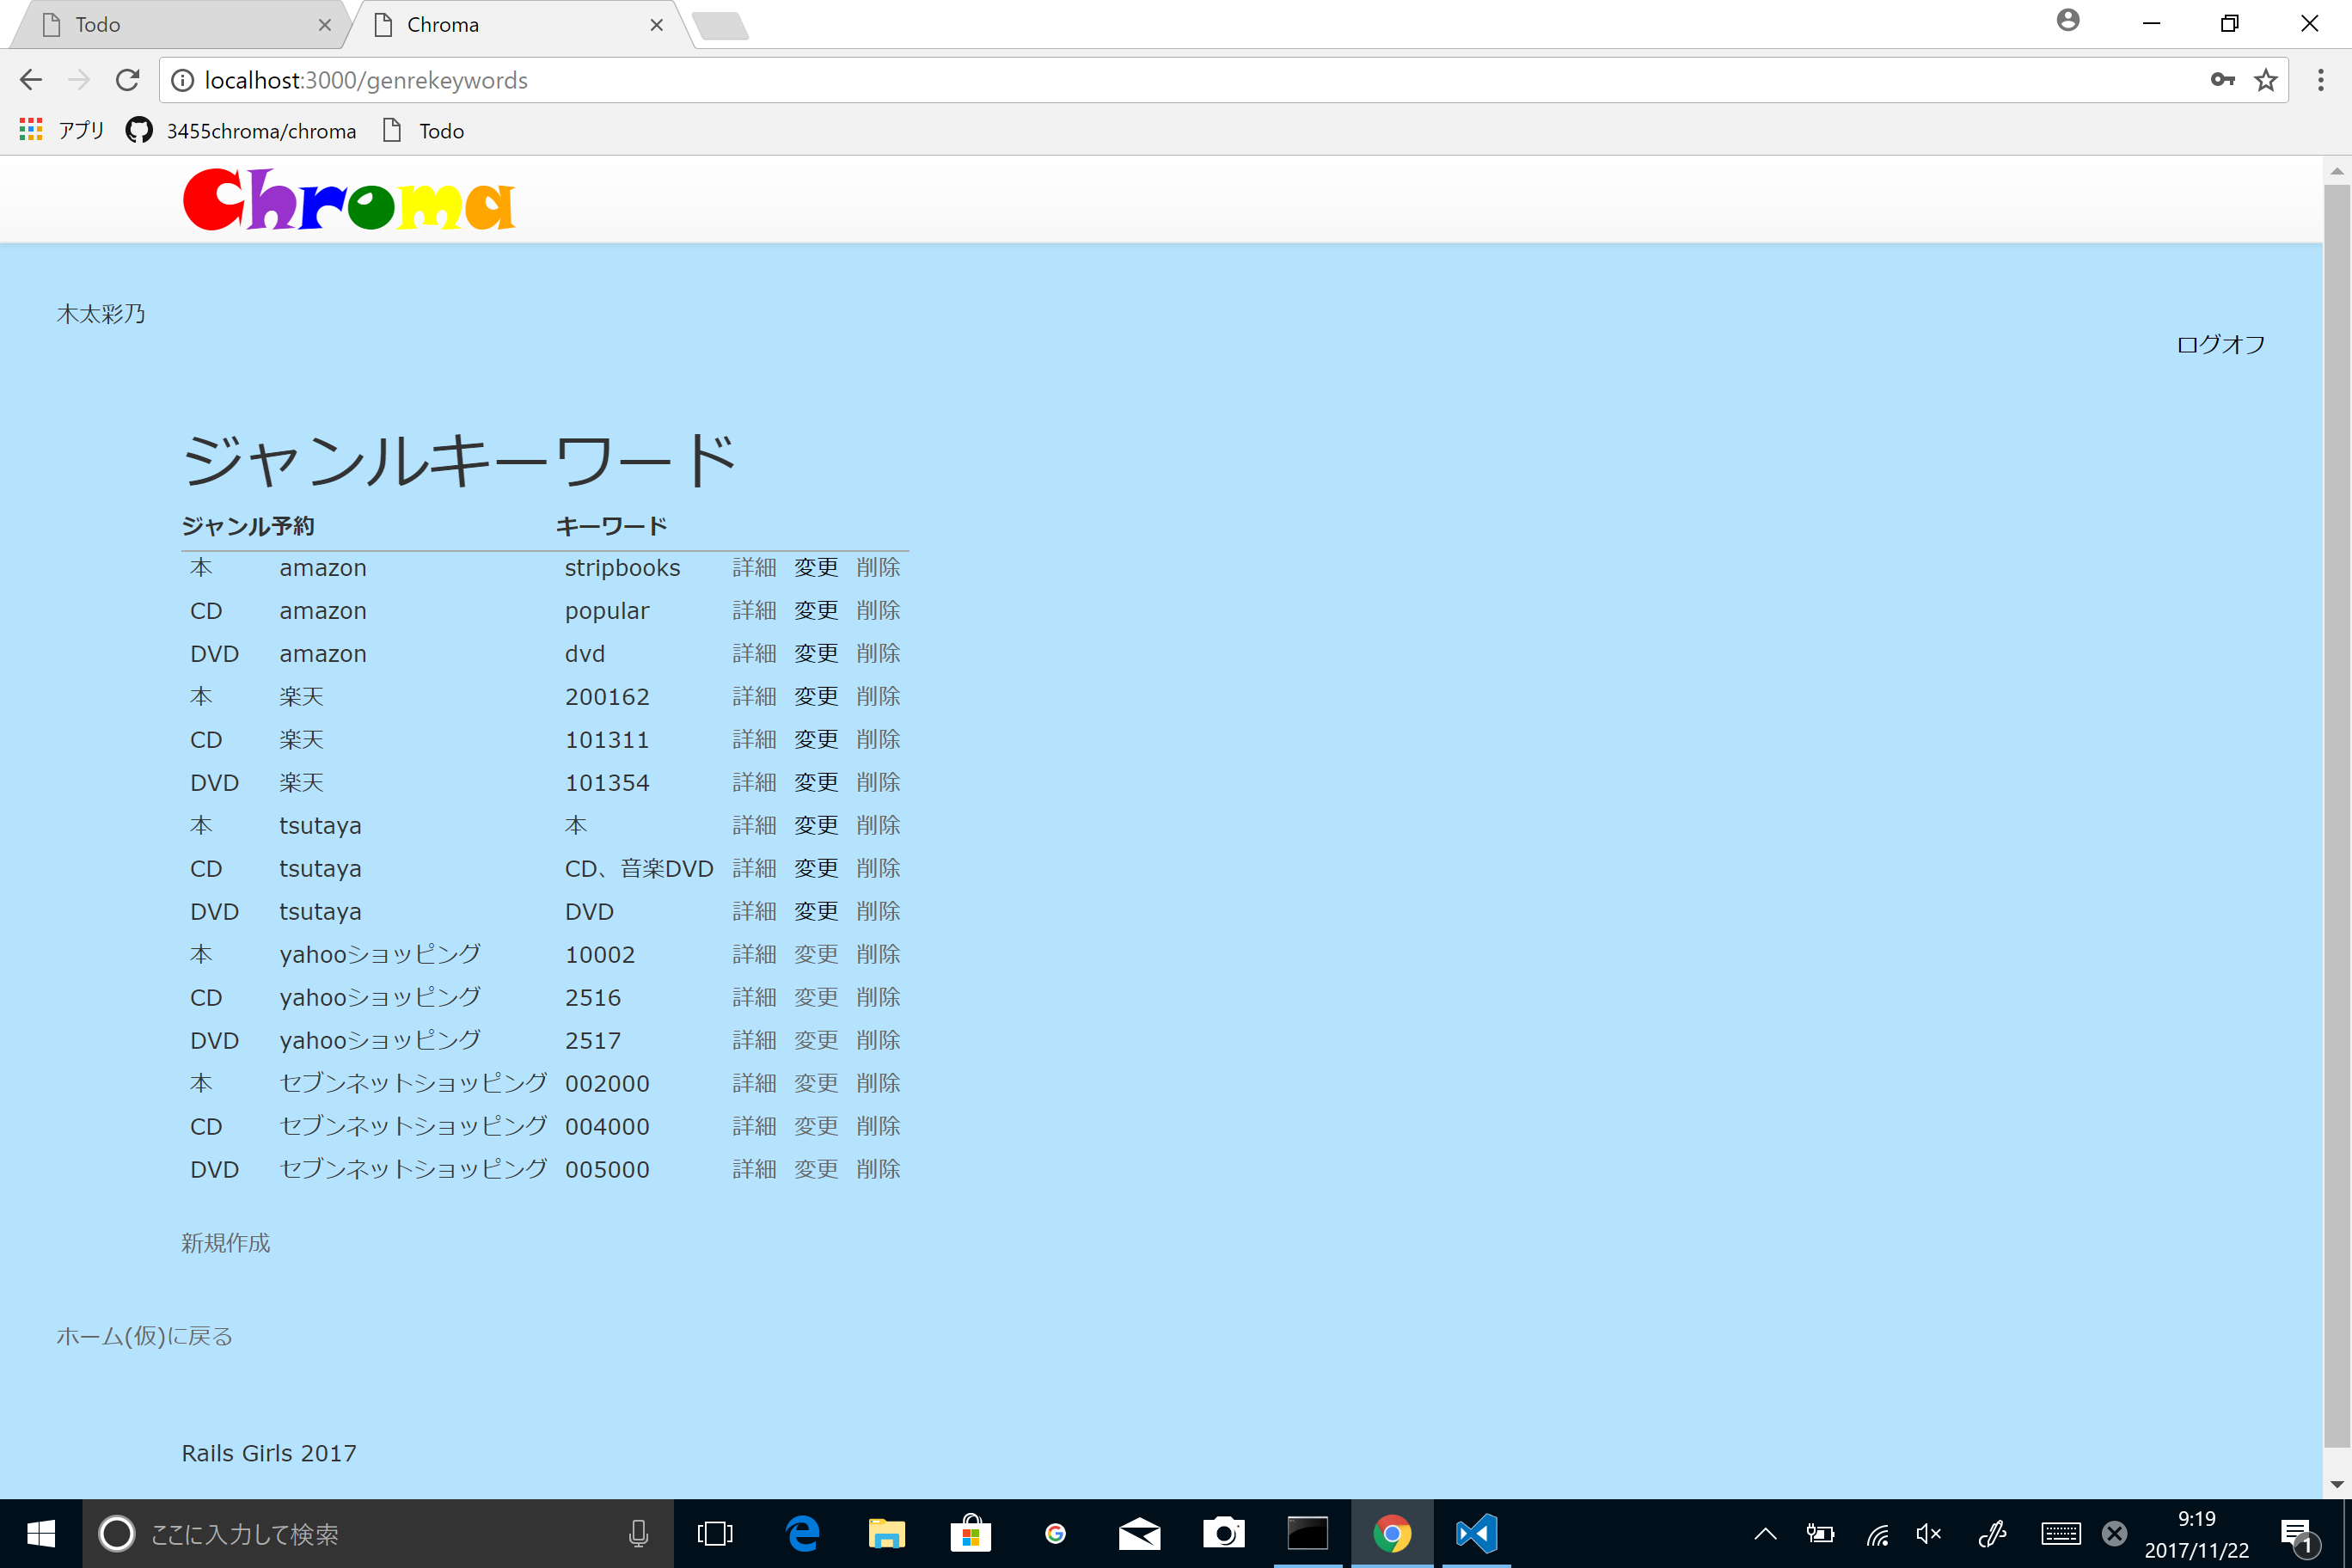 Todo
Chroma
localhost:3000/genrekeywords
アプリ 3455chroma/chroma Todo
Chroma
木太彩乃
ログオフ
ジャンルキーワード
ジャンル予約 キーワード
本 amazon stripbooks 詳細 変更 削除
CD amazon popular 詳細 変更 削除
DVD amazon dvd 詳細 変更 削除
本 楽天 200162 詳細 変更 削除
CD 楽天 101311 詳細 変更 削除
DVD 楽天 101354 詳細 変更 削除
本 tsutaya 本 詳細 変更 削除
CD tsutaya CD、音楽DVD 詳細 変更 削除
DVD tsutaya DVD 詳細 変更 削除
本 yahooショッピング 10002 詳細 変更 削除
CD yahooショッピング 2516 詳細 変更 削除
DVD yahooショッピング 2517 詳細 変更 削除
本 セブンネットショッピング 002000 詳細 変更 削除
CD セブンネットショッピング 004000 詳細 変更 削除
DVD セブンネットショッピング 005000 詳細 変更 削除
新規作成
ホーム(仮)に戻る
Rails Girls 2017
ここに入力して検索
9:19
2017/11/22
1